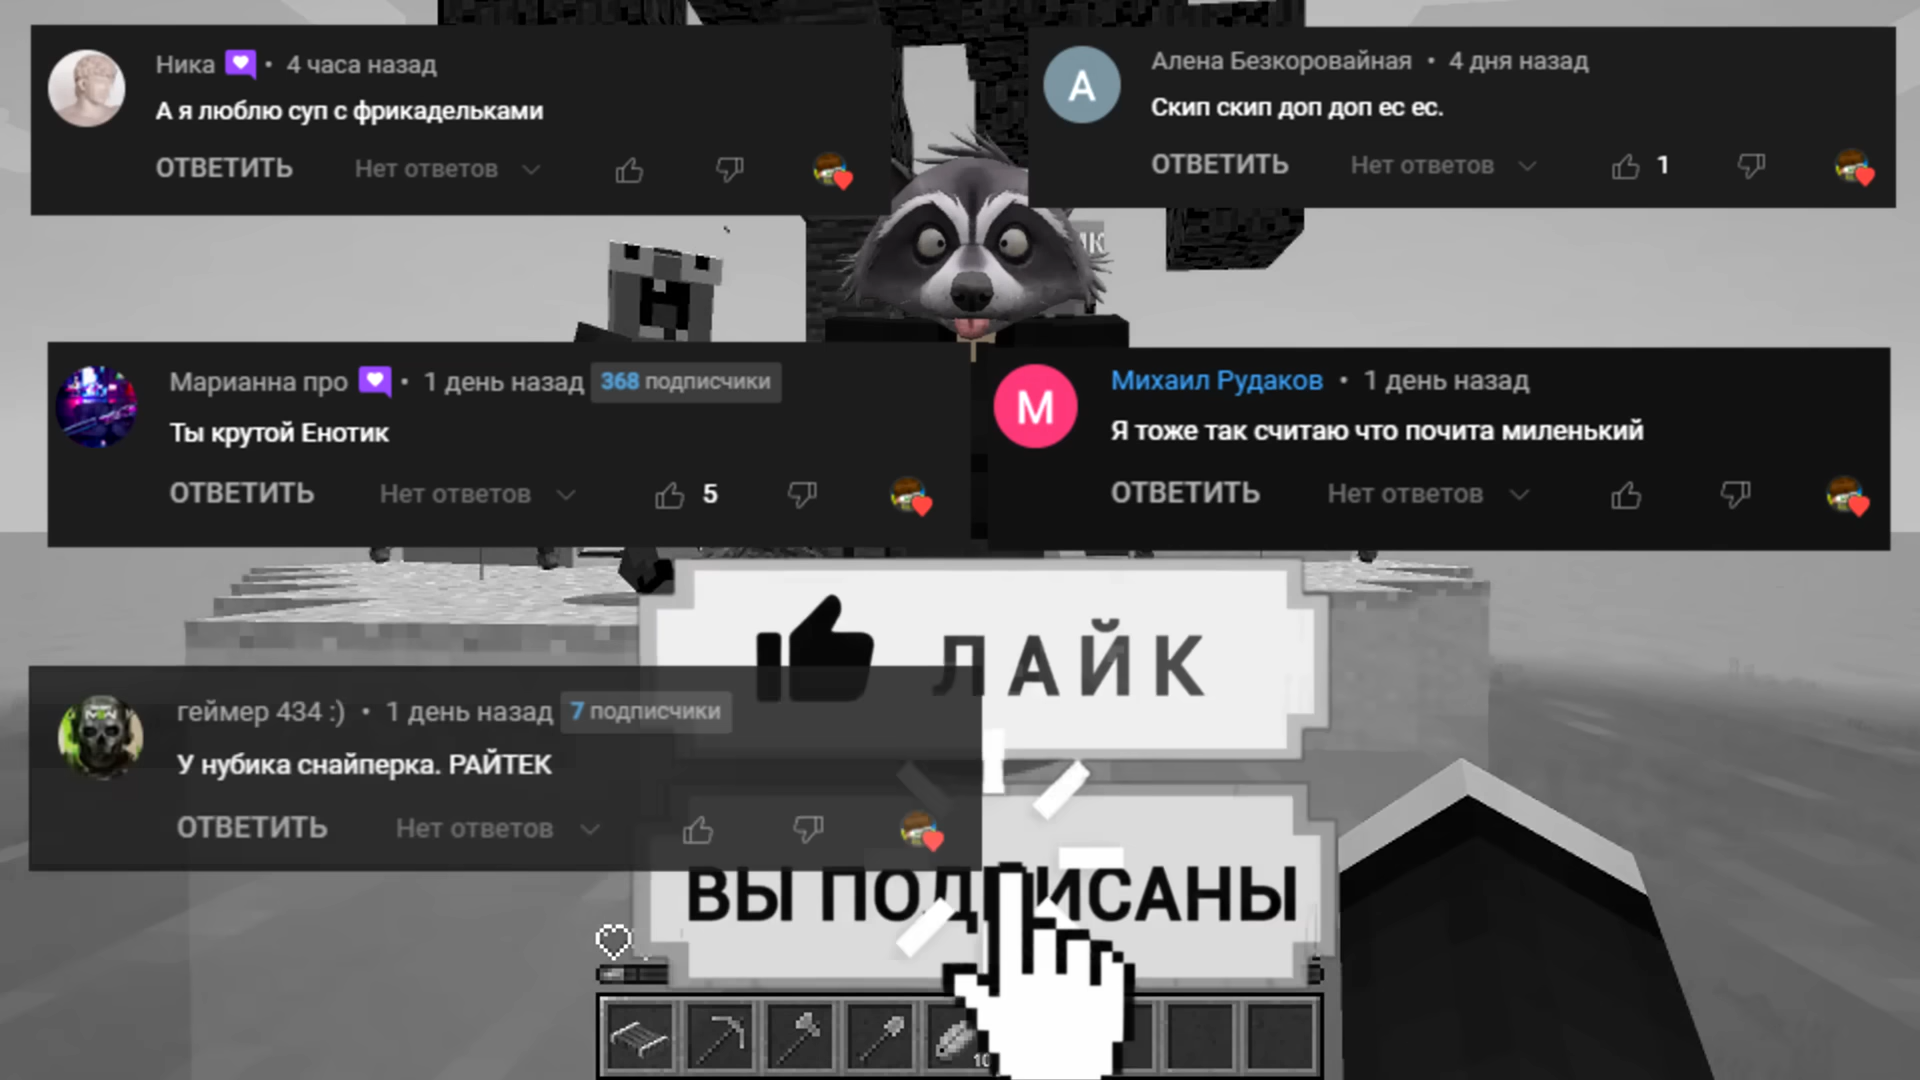 Ника • 4 часа назад
А я люблю суп с фрикадельками
ОТВЕТИТЬ Нет ответов
А
Алена Безкоровайная • 4 дня назад
Скип скип доп доп ес ес.
ОТВЕТИТЬ Нет ответов 1
Марианна про • 1 день назад 368 подписчики
Ты крутой Енотик
ОТВЕТИТЬ Нет ответов 5
М
Михаил Рудаков • 1 день назад
Я тоже так считаю что почита миленький
ОТВЕТИТЬ Нет ответов
ЛАЙК
геймер 434 :) • 1 день назад 7 подписчики
У нубика снайперка. РАЙТЕК
ОТВЕТИТЬ Нет ответов
ВЫ ПОДПИСАНЫ
10